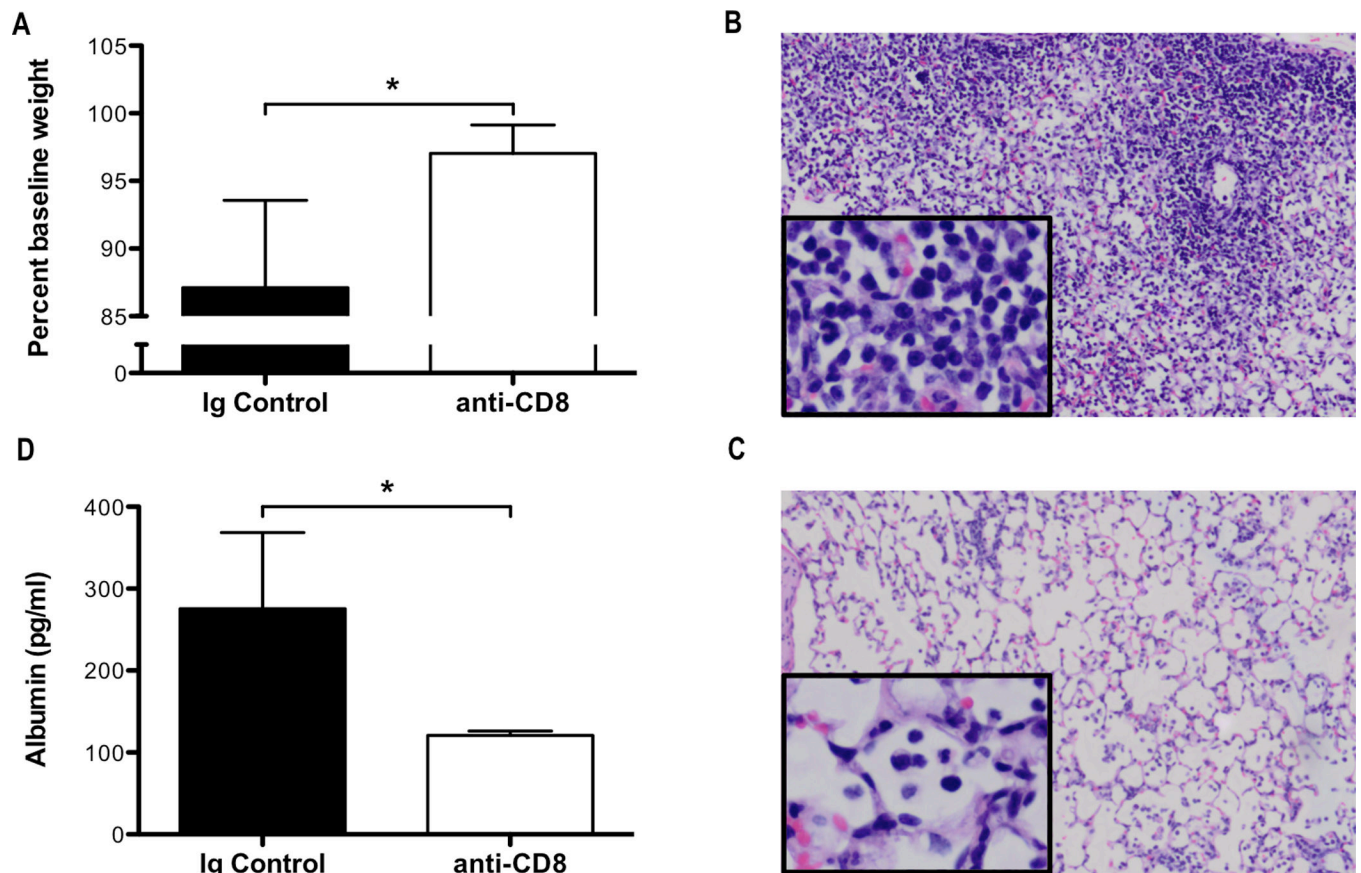 A
Percent baseline weight
105
100
95
90
85
0
*
Ig Control
anti-CD8
B
D
Albumin (pg/ml)
400
300
200
100
0
*
Ig Control
anti-CD8
C